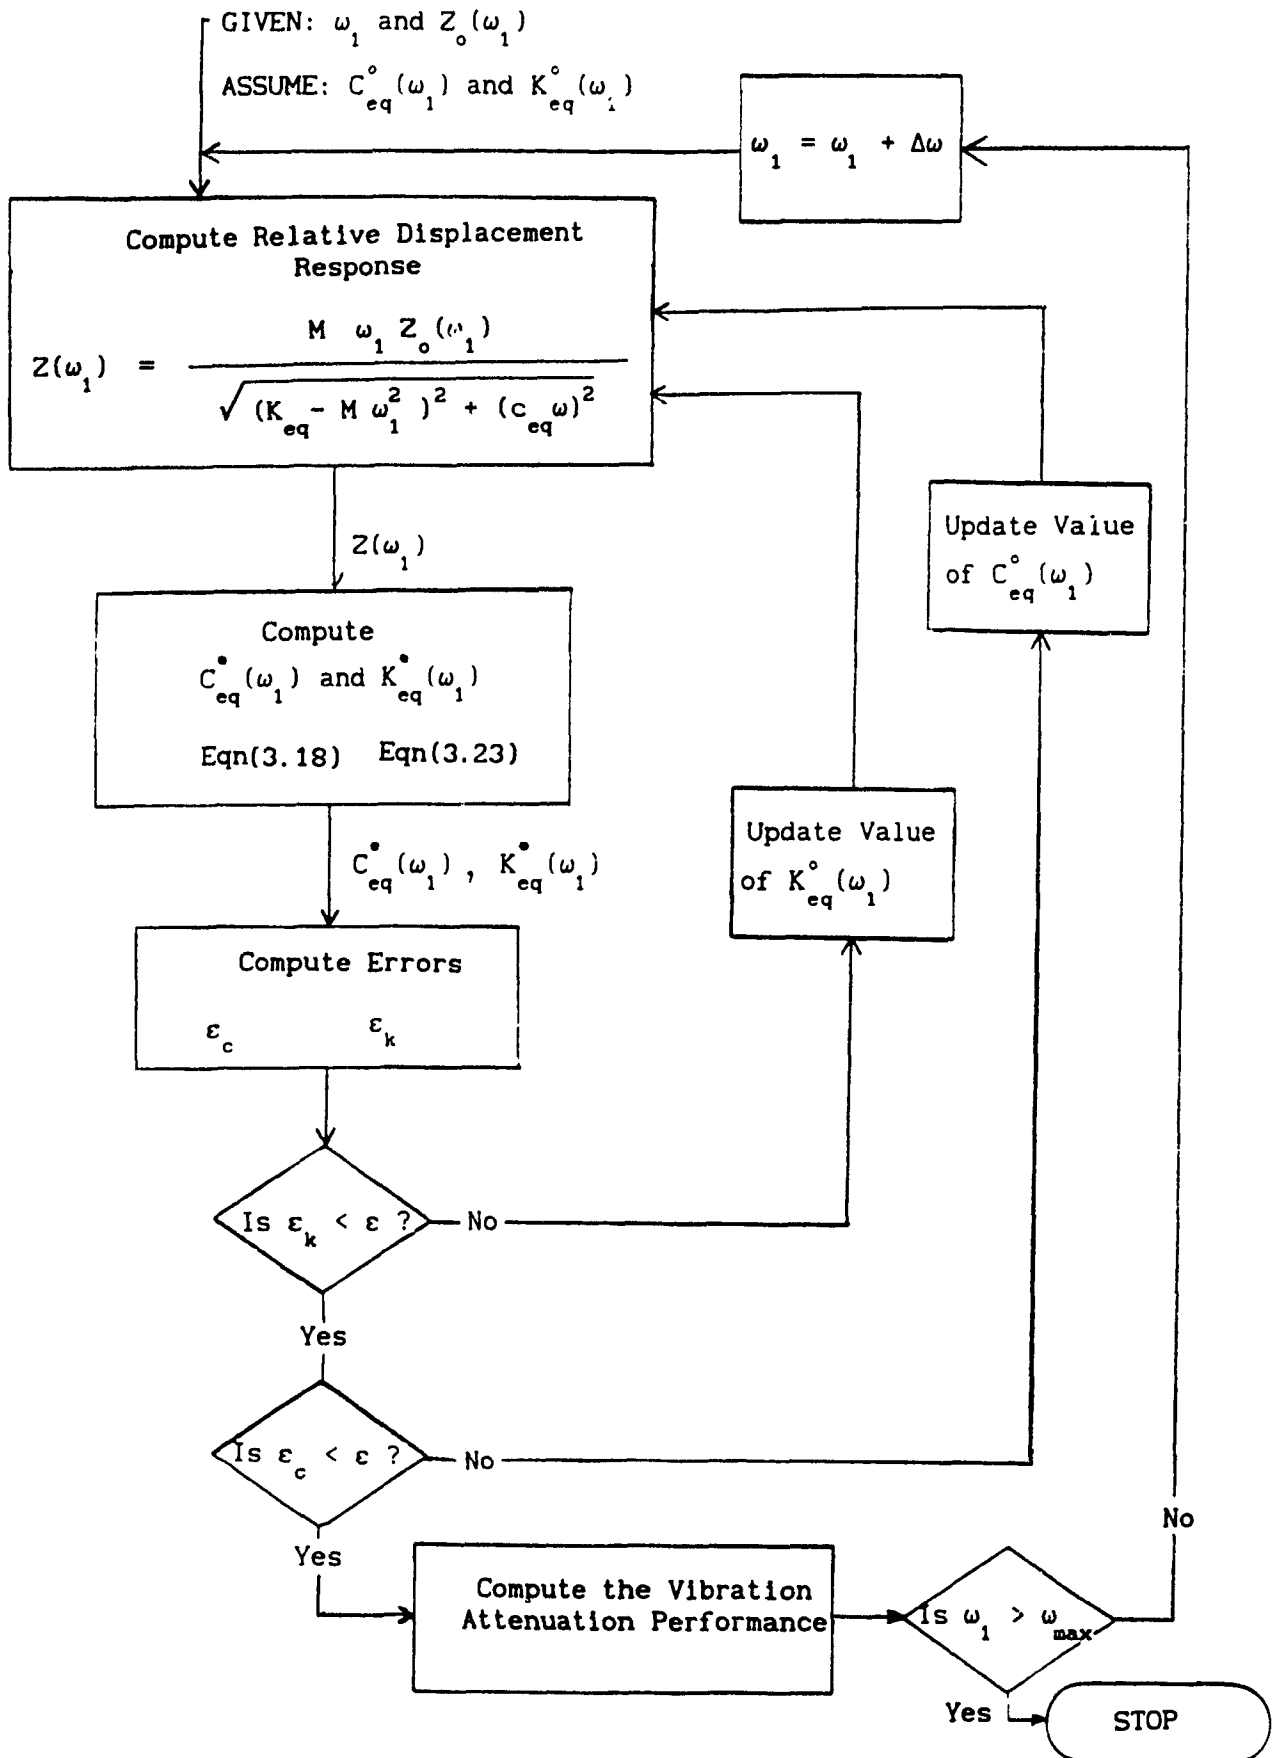 GIVEN: ω₁ and Z₀(ω₁)
ASSUME: C°eq(ω₁) and K°eq(ω₁)
ω₁ = ω₁ + Δω
Compute Relative Displacement
Response
Z(ω₁) = M ω₁ Z₀(ω₁) / √((Keq - M ω₁²)² + (ceqω)²)
Z(ω₁)
Update Value
of C°eq(ω₁)
Compute
C•eq(ω₁) and K•eq(ω₁)
Eqn(3.18) Eqn(3.23)
Update Value
of K°eq(ω₁)
C•eq(ω₁) , K•eq(ω₁)
Compute Errors
εc εk
Is εk < ε ?
No
Yes
Is εc < ε ?
No
Yes
Compute the Vibration
Attenuation Performance
Is ω₁ > ωmax
No
Yes
STOP